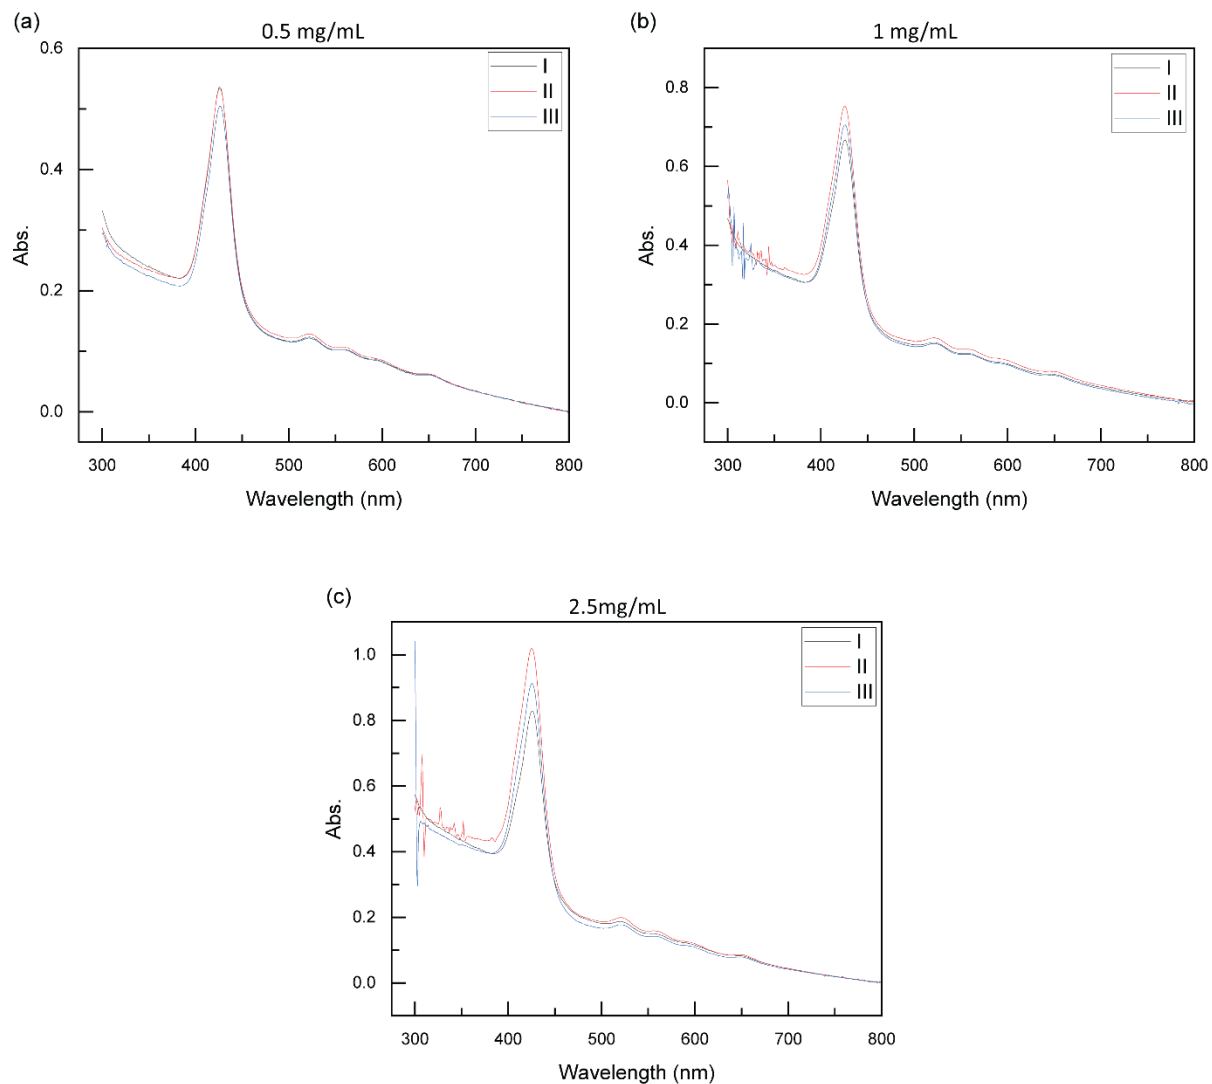 (a)
0.5 mg/mL
I
II
III
0.6
0.4
0.2
0.0
Abs.
300 400 500 600 700 800
Wavelength (nm)
(b)
1 mg/mL
I
II
III
0.8
0.6
0.4
0.2
0.0
Abs.
300 400 500 600 700 800
Wavelength (nm)
(c)
2.5mg/mL
I
II
III
1.0
0.8
0.6
0.4
0.2
0.0
Abs.
300 400 500 600 700 800
Wavelength (nm)